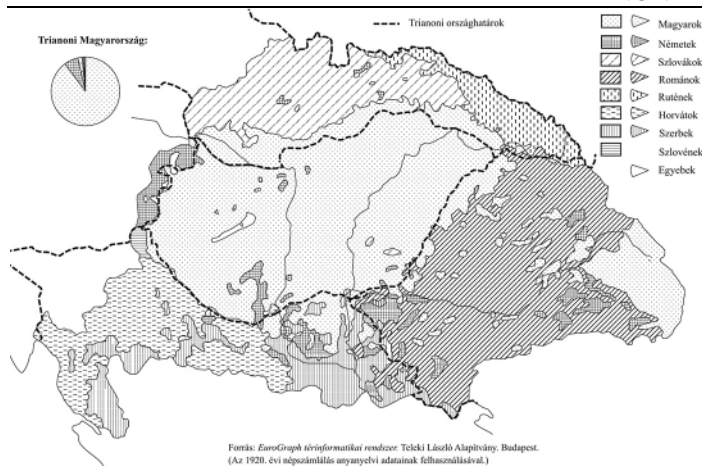 Trianoni Magyarország:
Trianoni országhatárok
Magyarok
Németek
Szlovákok
Románok
Rutének
Horvátok
Szerbek
Szlovének
Egyebek
Forrás: EuroGraph térinformatikai rendszer. Teleki László Alapítvány. Budapest.
(Az 1920. évi népszámlálás anyanyelvi adatainak felhasználásával.)